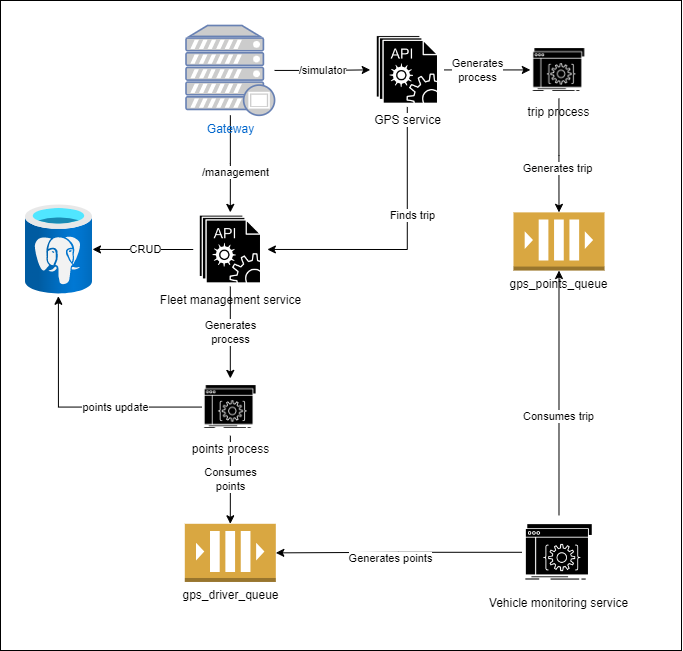 API
/simulator
Generates
process
GPS service
trip process
Gateway
/management
Generates trip
Finds trip
API
CRUD
gps_points_queue
Fleet management service
Generates
process
points update
Consumes trip
points process
Consumes
points
Generates points
gps_driver_queue
Vehicle monitoring service